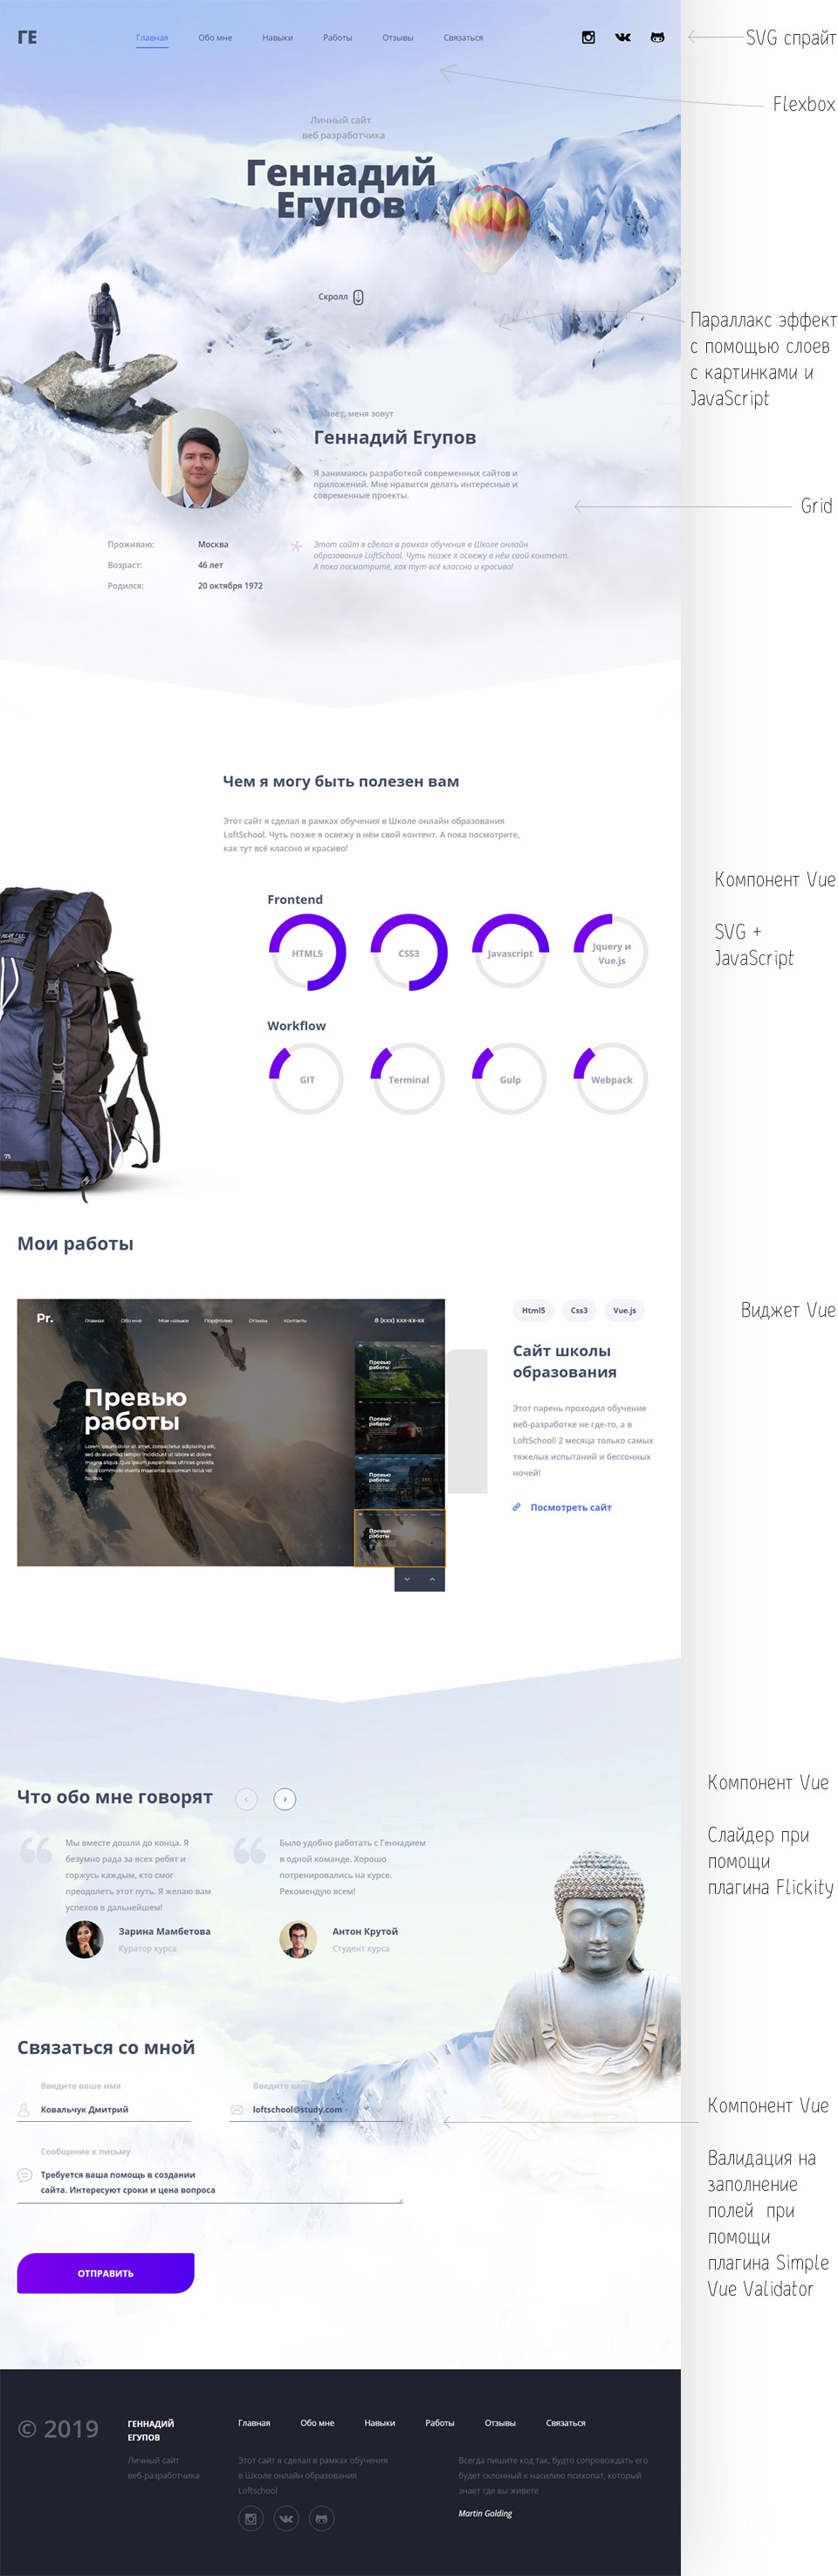 ГЕ
Главная
Обо мне
Навыки
Работы
Отзывы
Связаться
SVG спрайт
Flexbox
Личный сайт
веб разработчика
Геннадий
Егупов
Скролл
Параллакс эффект
с помощью слоев
с картинками и
JavaScript
меня зовут
Геннадий Егупов
Я занимаюсь разработкой современных сайтов и
приложений. Мне нравится делать интересные и
современные проекты.
Grid
Проживаю:
Москва
Возраст:
46 лет
Родился:
20 октября 1972
Этот сайт я сделал в рамках обучения в Школе онлайн
образования LoftSchool. Чуть позже я освежу в нём свой контент.
А пока посмотрите, как тут всё классно и красиво!
Чем я могу быть полезен вам
Этот сайт я сделал в рамках обучения в Школе онлайн образования
LoftSchool. Чуть позже я освежу в нём свой контент. А пока посмотрите,
как тут всё классно и красиво!
Компонент Vue
SVG +
JavaScript
Frontend
HTML5
CSS3
Javascript
Jquery и
Vue.js
Workflow
GIT
Terminal
Gulp
Webpack
75
Мои работы
Виджет Vue
Pr.
Главная
Обо мне
Мои навыки
Портфолио
Отзывы
Контакты
8 (xxx) xxx-xx-xx
Превью
работы
Lorem ipsum dolor sit amet, consectetur adipiscing elit,
sed do eiusmod tempor incididunt ut labore et dolore
magna aliqua. Quis ipsum suspendisse ultrices gravida.
Risus commodo viverra maecenas accumsan lacus vel
facilisis.
Превью
работы
Превью
работы
Превью
работы
Превью
работы
Html5
Css3
Vue.js
Сайт школы
образования
Этот парень проходил обучение
веб-разработке не где-то, а в
LoftSchool! 2 месяца только самых
тяжелых испытаний и бессонных
ночей!
Посмотреть сайт
Что обо мне говорят
Компонент Vue
Слайдер при
помощи
плагина Flickity
Мы вместе дошли до конца. Я
безумно рада за всех ребят и
горжусь каждым, кто смог
преодолеть этот путь. Я желаю вам
успехов в дальнейшем!
Зарина Мамбетова
Куратор курса
Было удобно работать с Геннадием
в одной команде. Хорошо
потренировались на курсе.
Рекомендую всем!
Антон Крутой
Студент курса
Связаться со мной
Введите ваше имя
Ковальчук Дмитрий
Введите
loftschool@study.com
Сообщение к письму
Требуется ваша помощь в создании
сайта. Интересуют сроки и цена вопроса
Компонент Vue
Валидация на
заполнение
полей при
помощи
плагина Simple
Vue Validator
ОТПРАВИТЬ
© 2019
ГЕННАДИЙ
ЕГУПОВ
Личный сайт
веб-разработчика
Главная
Обо мне
Навыки
Работы
Отзывы
Связаться
Этот сайт я сделал в рамках обучения
в Школе онлайн образования
Loftschool
Всегда пишите код так, будто сопровождать его
будет склонный к насилию психопат, который
знает где вы живете
Martin Golding